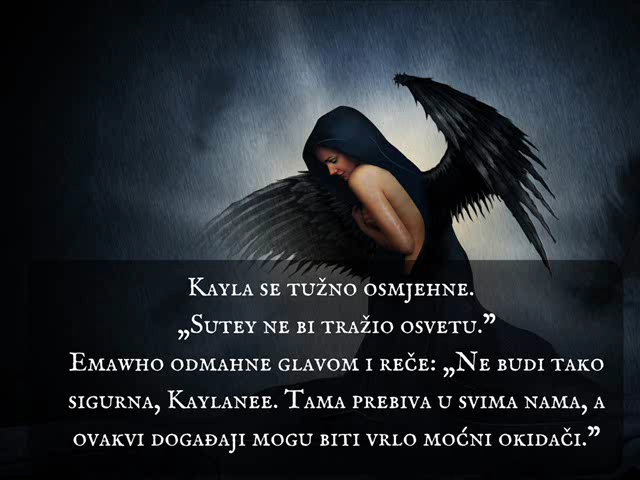 Kayla se tužno osmjehne.
„Sutey ne bi tražio osvetu.”
Emawho odmahne glavom i reče: „Ne budi tako
sigurna, Kaylanee. Tama prebiva u svima nama, a
ovakvi događaji mogu biti vrlo moćni okidači.”